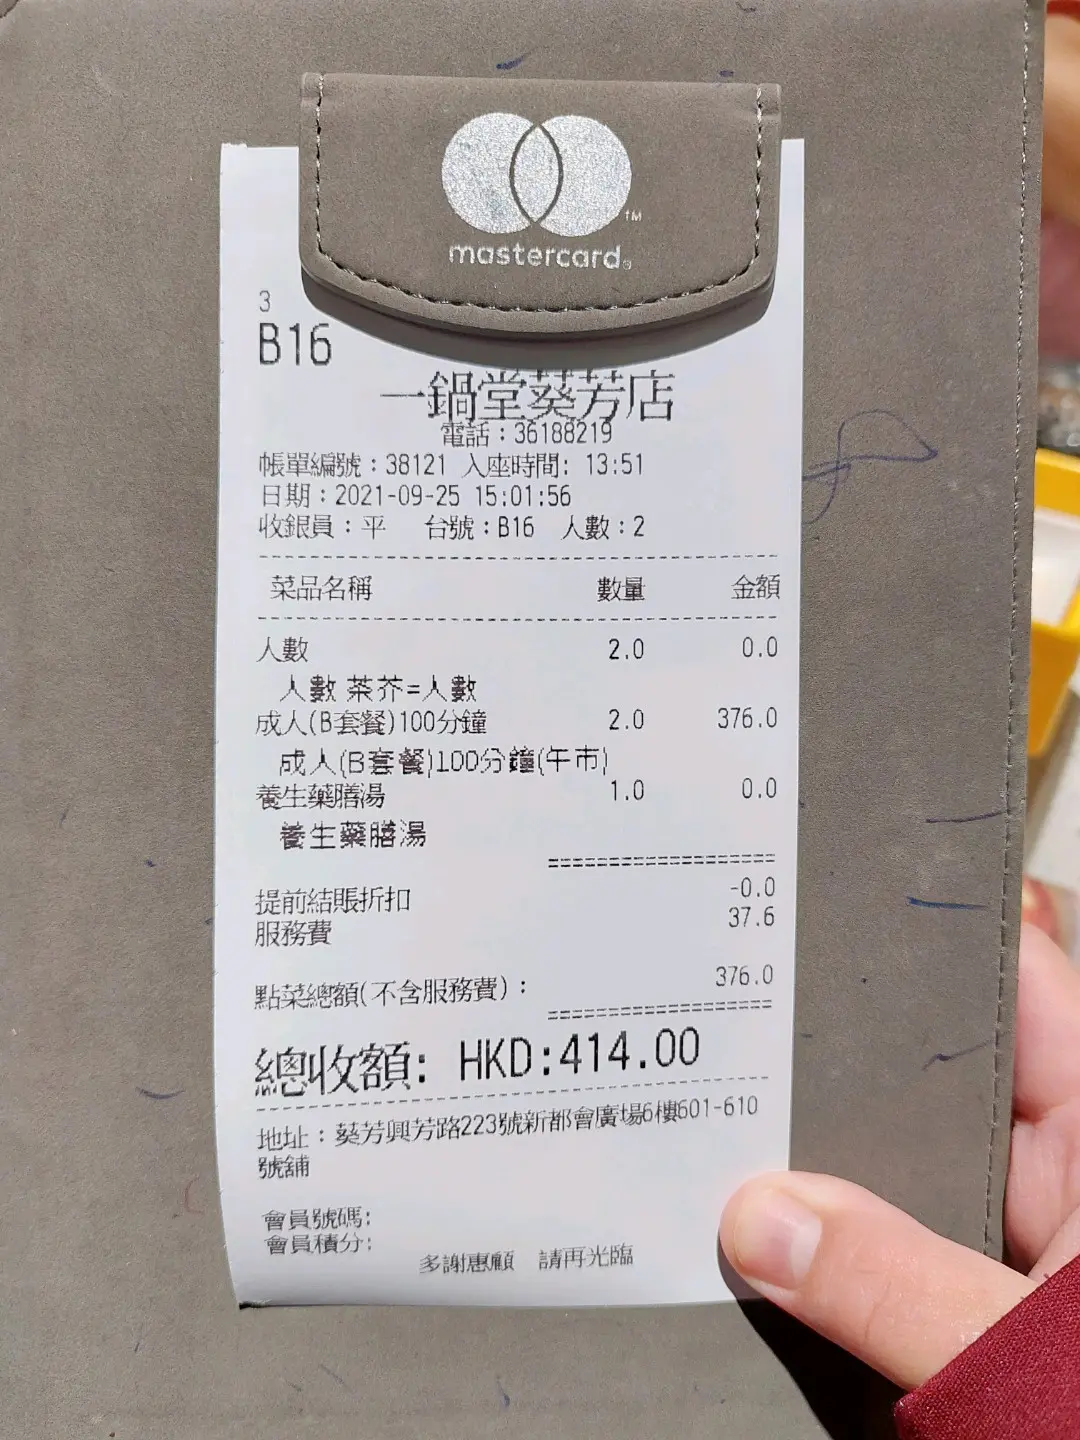 mastercard
3
B16
一鍋堂葵芳店
電話：36188219
帳單編號：38121 入座時間: 13:51
日期：2021-09-25 15:01:56
收銀員：平 台號：B16 人數：2
菜品名稱 數量 金額
人數 2.0 0.0
人數 茶芥=人數
成人(B套餐)100分鐘 2.0 376.0
成人(B套餐)100分鐘(午市)
養生藥膳湯 1.0 0.0
養生藥膳湯
提前結賬折扣 -0.0
服務費 37.6
點菜總額(不含服務費)： 376.0
總收額: HKD:414.00
地址：葵芳興芳路223號新都會廣場6樓601-610
號舖
會員號碼:
會員積分:
多謝惠顧 請再光臨